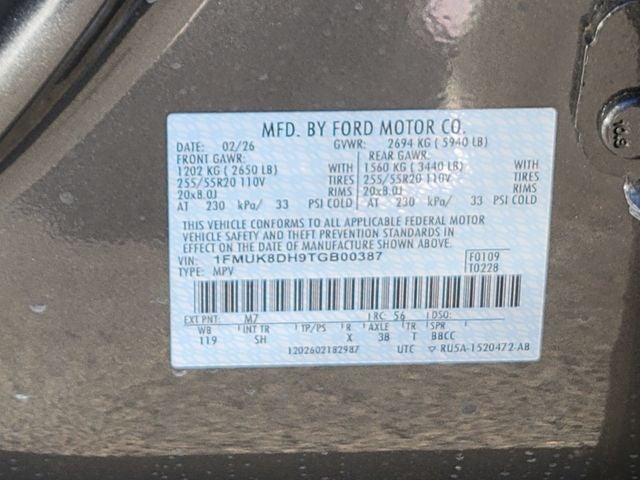 MFD. BY FORD MOTOR CO.
DATE: 02/26 GVWR: 2694 KG ( 5940 LB)
FRONT GAWR: REAR GAWR:
1202 KG ( 2650 LB) WITH 1560 KG ( 3440 LB) WITH
255/55R20 110V TIRES 255/55R20 110V TIRES
20x8.0J RIMS 20x8.0J RIMS
AT 230 kPa/ 33 PSI COLD AT 230 kPa/ 33 PSI COLD
THIS VEHICLE CONFORMS TO ALL APPLICABLE FEDERAL MOTOR
VEHICLE SAFETY AND THEFT PREVENTION STANDARDS
IN EFFECT ON THE DATE OF MANUFACTURE SHOWN ABOVE.
VIN: 1FMUK8DH9TGB00387 F0109
TYPE: MPV T0228
EXT PNT: M7 RC: 56 DSO:
WB INT TR TP/PS R AXLE TR SPR
119 SH X 38 T B8CC
1202602182987 UTC RU5A-1520472-AB